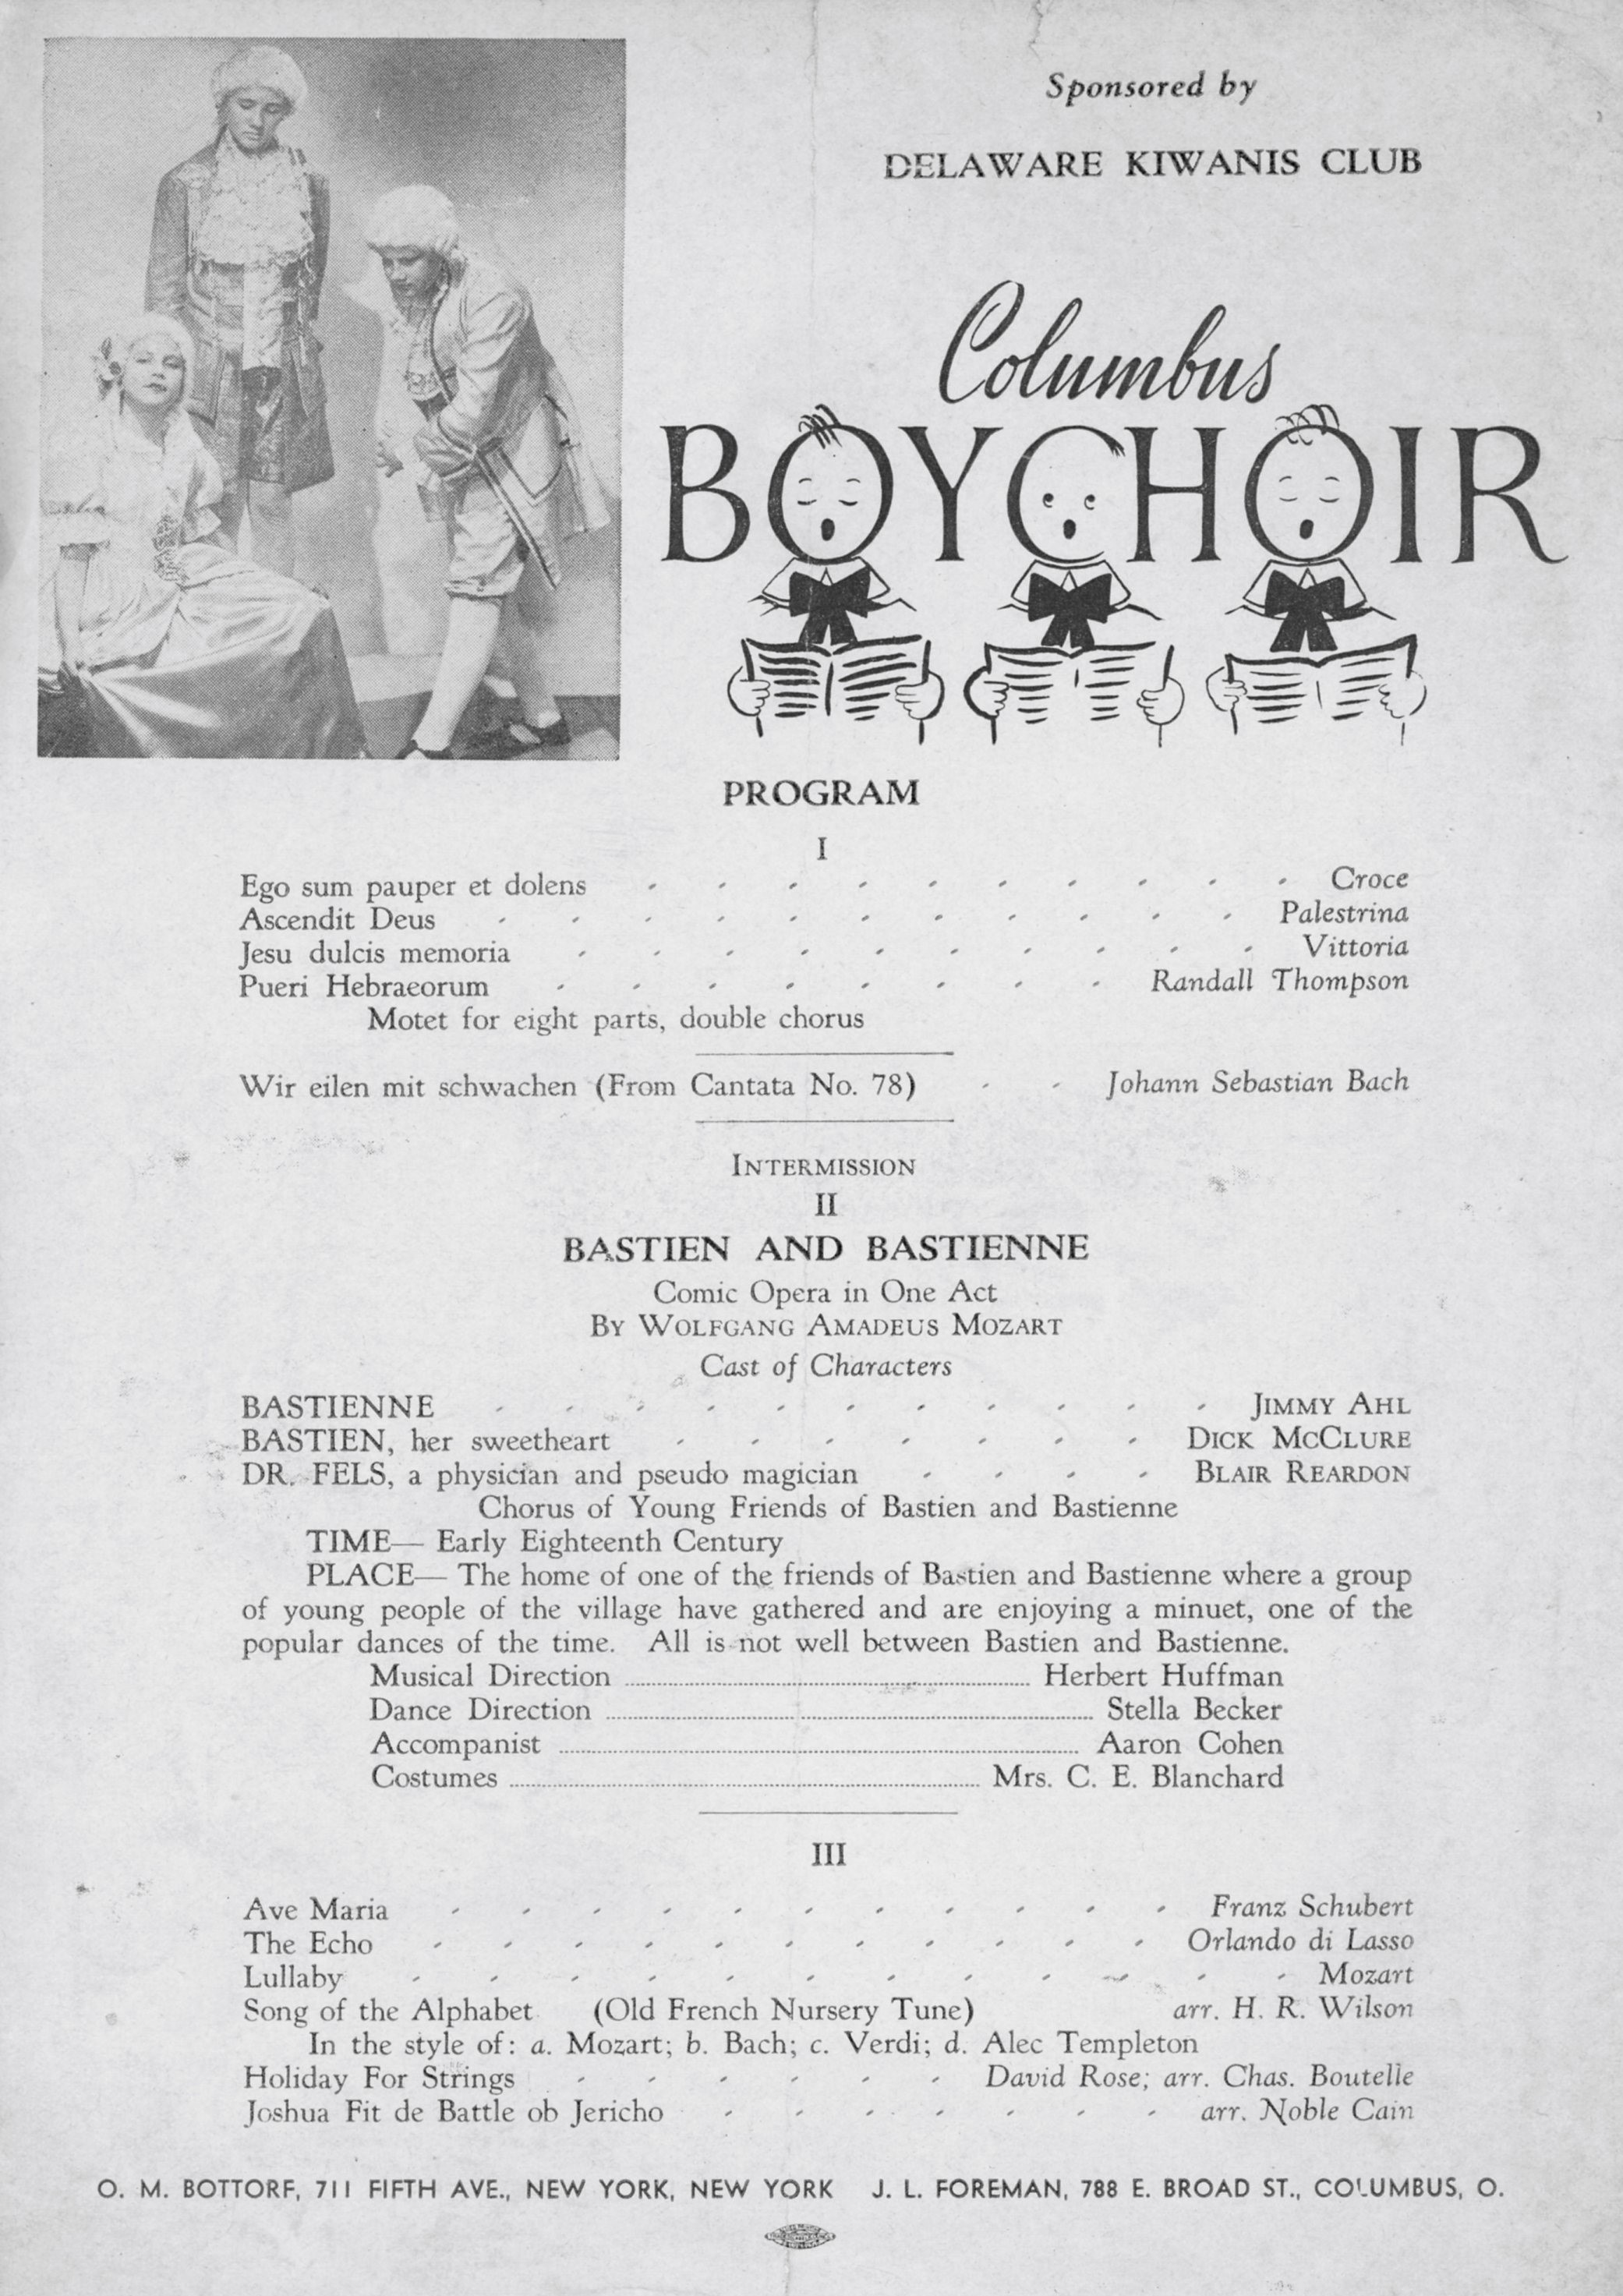 Sponsored by
DELAWARE KIWANIS CLUB
Columbus
BOYCHOIR
PROGRAM
I
Ego sum pauper et dolens - - - - - - - - - - Croce
Ascendit Deus - - - - - - - - - - - Palestrina
Jesu dulcis memoria - - - - - - - - - - Vittoria
Pueri Hebraeorum - - - - - - - - Randall Thompson
Motet for eight parts, double chorus
Wir eilen mit schwachen (From Cantata No. 78) - - Johann Sebastian Bach
INTERMISSION
II
BASTIEN AND BASTIENNE
Comic Opera in One Act
BY WOLFGANG AMADEUS MOZART
Cast of Characters
BASTIENNE - - - - - - - - - - - JIMMY AHL
BASTIEN, her sweetheart - - - - - - - DICK MCCLURE
DR. FELS, a physician and pseudo magician - - - - BLAIR REARDON
Chorus of Young Friends of Bastien and Bastienne
TIME— Early Eighteenth Century
PLACE— The home of one of the friends of Bastien and Bastienne where a group
of young people of the village have gathered and are enjoying a minuet, one of the
popular dances of the time. All is not well between Bastien and Bastienne.
Musical Direction ........ Herbert Huffman
Dance Direction ........ Stella Becker
Accompanist ........ Aaron Cohen
Costumes ........ Mrs. C. E. Blanchard
III
Ave Maria - - - - - - - - - - - Franz Schubert
The Echo - - - - - - - - - - - Orlando di Lasso
Lullaby - - - - - - - - - - - - Mozart
Song of the Alphabet (Old French Nursery Tune) arr. H. R. Wilson
In the style of: a. Mozart; b. Bach; c. Verdi; d. Alec Templeton
Holiday For Strings - - - - - - David Rose; arr. Chas. Boutelle
Joshua Fit de Battle ob Jericho - - - - - - - arr. Noble Cain
O. M. BOTTORF, 711 FIFTH AVE., NEW YORK, NEW YORK J. L. FOREMAN, 788 E. BROAD ST., COLUMBUS, O.